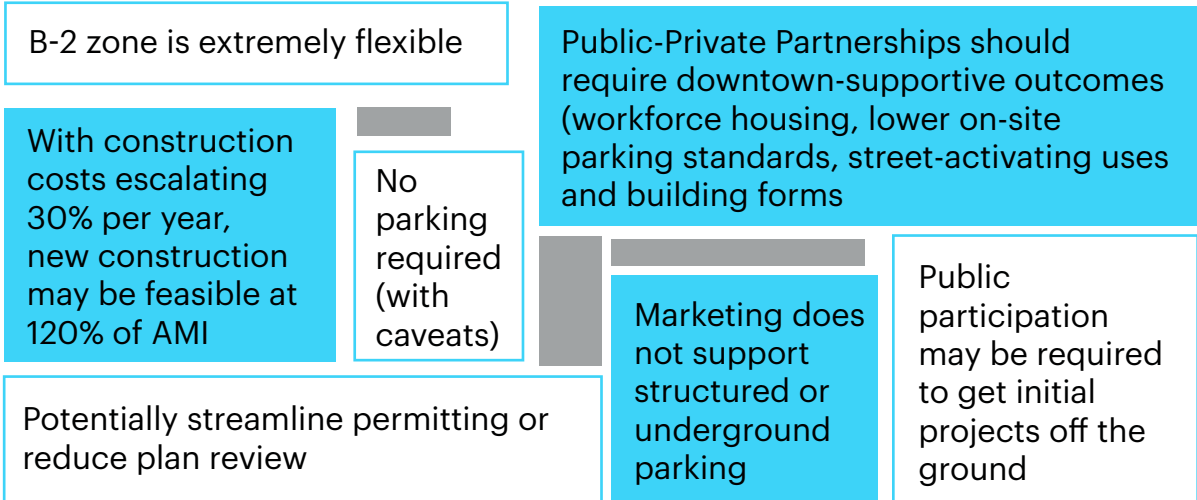 B-2 zone is extremely flexible
Public-Private Partnerships should
require downtown-supportive outcomes
(workforce housing, lower on-site
parking standards, street-activating uses
and building forms
With construction
costs escalating
30% per year,
new construction
may be feasible at
120% of AMI
No
parking
required
(with
caveats)
Marketing does
not support
structured or
underground
parking
Public
participation
may be required
to get initial
projects off the
ground
Potentially streamline permitting or
reduce plan review